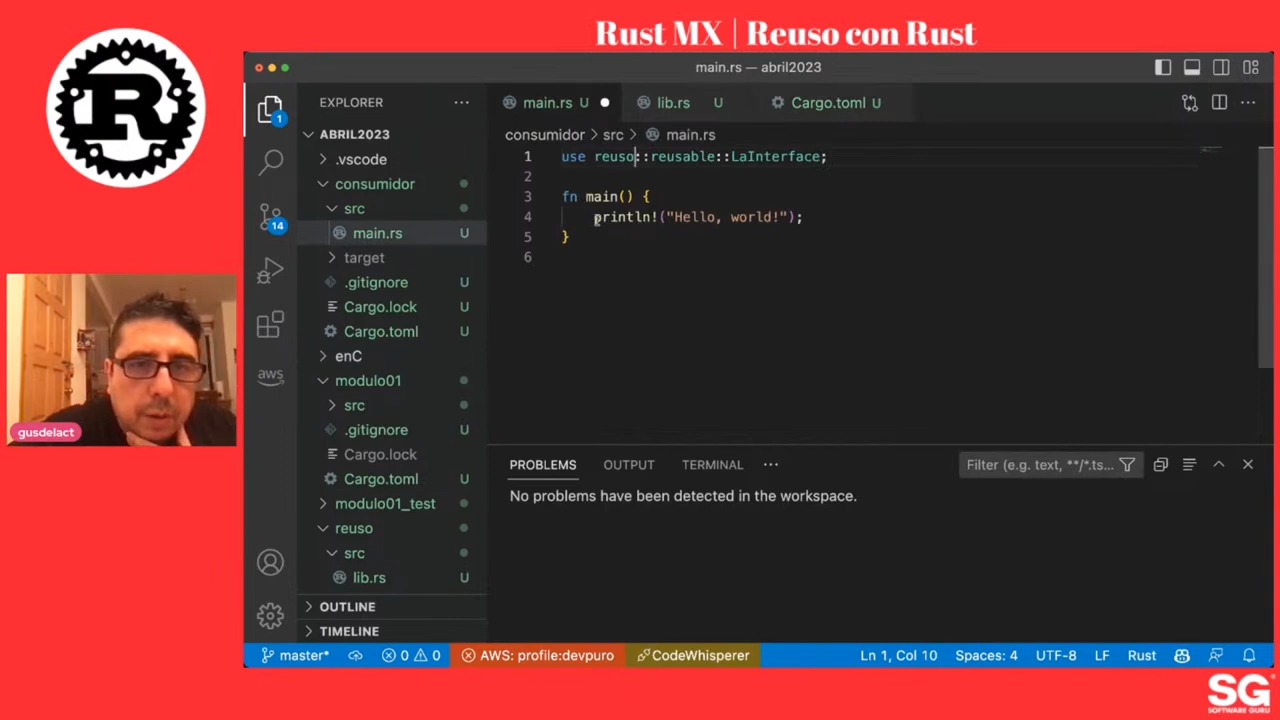 Rust MX | Reuso con Rust
R
main.rs — abril2023
EXPLORER
main.rs U
lib.rs U
Cargo.toml U
ABRIL2023
consumidor > src > main.rs
.vscode
consumidor
src
main.rs U
target
.gitignore U
Cargo.lock U
Cargo.toml U
enC
modulo01
src
.gitignore U
Cargo.lock
Cargo.toml U
modulo01_test
reuso
src
lib.rs U
OUTLINE
TIMELINE
1
14
aws
1 use reuso::reusable::LaInterface;
2
3 fn main() {
4 println!("Hello, world!");
5 }
6
PROBLEMS OUTPUT TERMINAL
Filter (e.g. text, **/*.ts...
No problems have been detected in the workspace.
gusdelact
master* 0 0 AWS: profile:devpuro CodeWhisperer Ln 1, Col 10 Spaces: 4 UTF-8 LF Rust
SG
SOFTWARE GURU